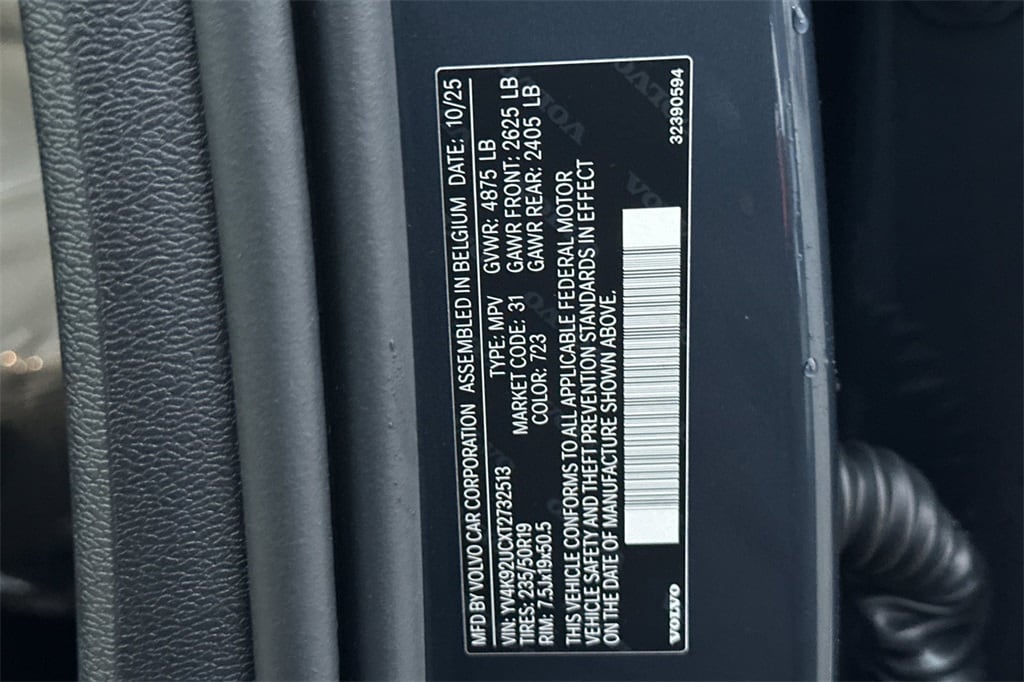 MFD BY VOLVO CAR CORPORATION ASSEMBLED IN BELGIUM DATE: 10/25
VIN: YV4K92UCXT2732513 TYPE: MPV GVWR: 4875 LB
TIRES: 235/50R19 MARKET CODE: 31 GAWR FRONT: 2625 LB
RIM: 7.5Jx19x50.5 COLOR: 723 GAWR REAR: 2405 LB
THIS VEHICLE CONFORMS TO ALL APPLICABLE FEDERAL MOTOR
VEHICLE SAFETY AND THEFT PREVENTION STANDARDS IN EFFECT
ON THE DATE OF MANUFACTURE SHOWN ABOVE.
VOLVO 32390594